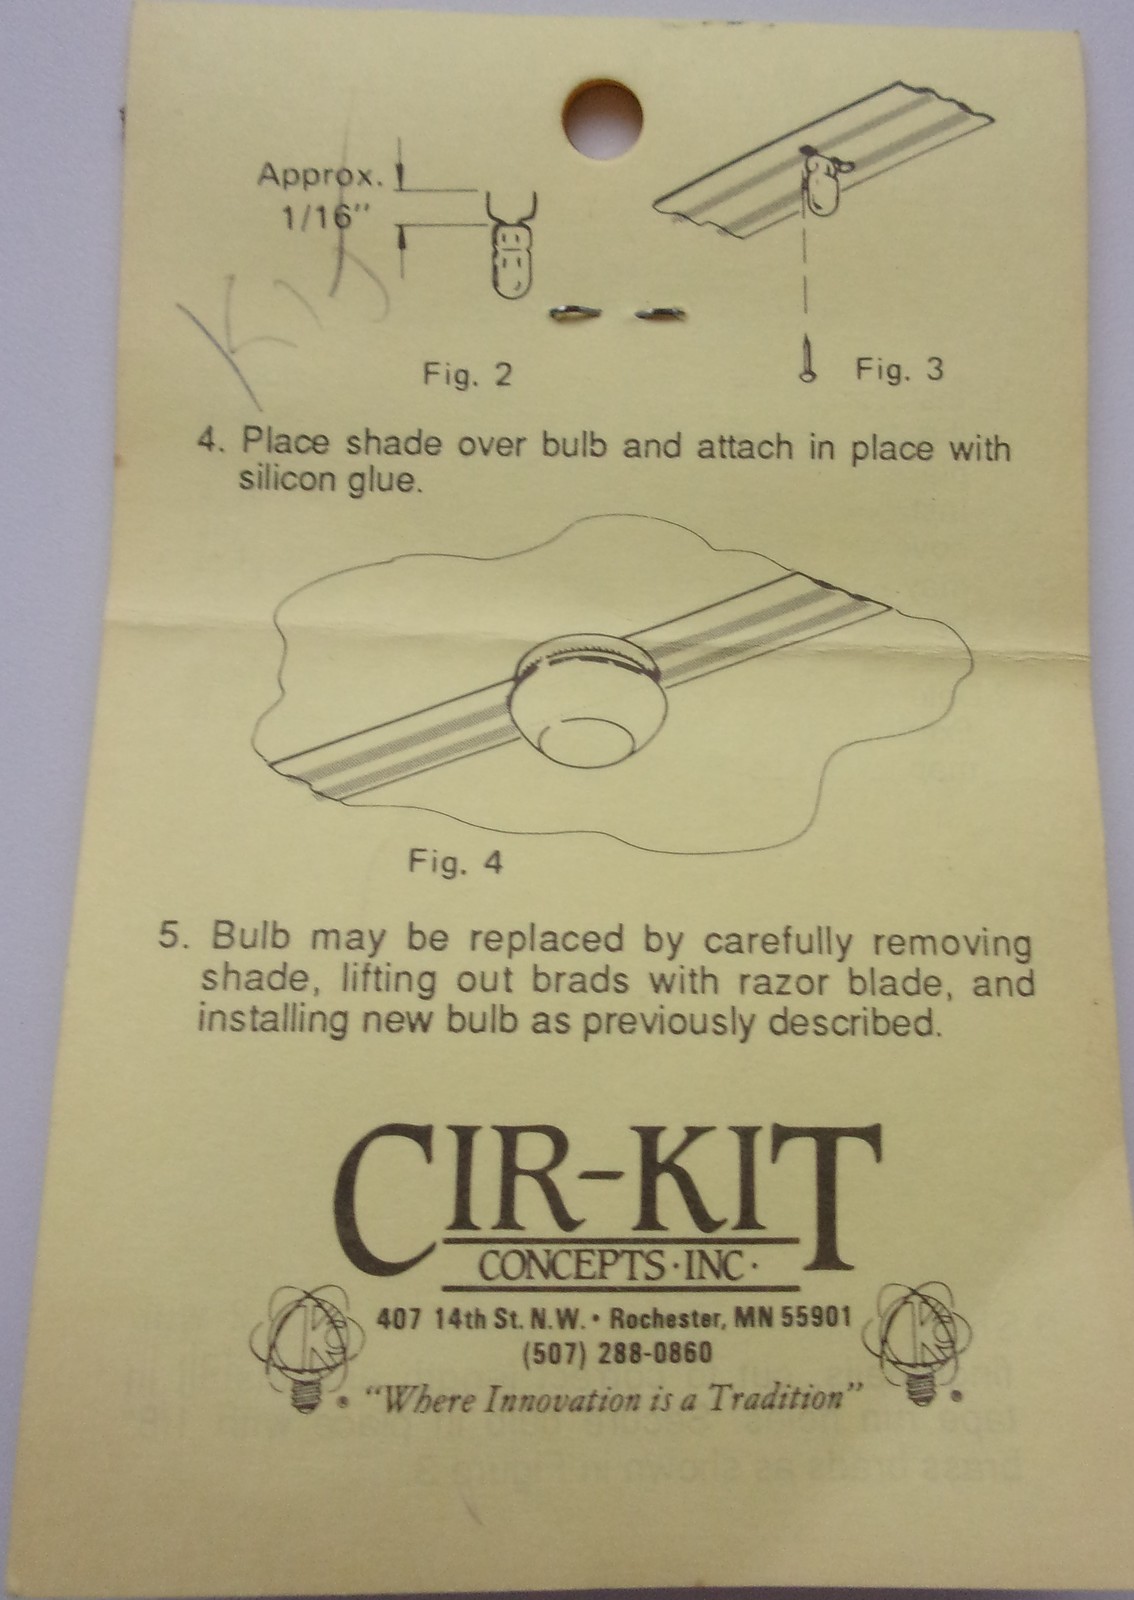 Approx.
1/16"
Kit
Fig. 2
Fig. 3
4. Place shade over bulb and attach in place with
silicon glue.
Fig. 4
5. Bulb may be replaced by carefully removing
shade, lifting out brads with razor blade, and
installing new bulb as previously described.
CIR-KIT
CONCEPTS·INC·
407 14th St. N.W. • Rochester, MN 55901
(507) 288-0860
® "Where Innovation is a Tradition" ®